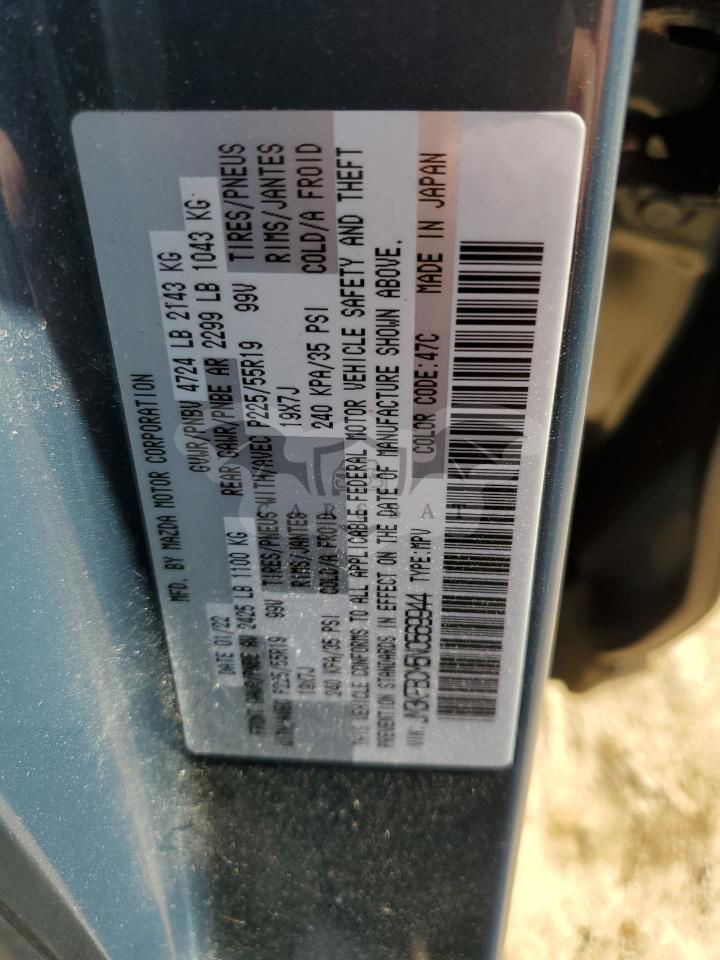 MFD. BY MAZDA MOTOR CORPORATION
DATE 01/22 GVWR/PNBV 4724 LB 2143 KG
FRONT GAWR/PNBE AV 2425 LB 1100 KG REAR GAWR/PNBE AR 2299 LB 1043 KG
WITH/AVEC P225/55R19 99V TIRES/PNEUS WITH/AVEC P225/55R19 99V TIRES/PNEUS
19X7J RIMS/JANTES 19X7J RIMS/JANTES
240 KPA/35 PSI COLD/A FROID 240 KPA/35 PSI COLD/A FROID
THIS VEHICLE CONFORMS TO ALL APPLICABLE FEDERAL MOTOR VEHICLE SAFETY AND THEFT
PREVENTION STANDARDS IN EFFECT ON THE DATE OF MANUFACTURE SHOWN ABOVE.
VIN: TYPE:MPV COLOR CODE:47C MADE IN JAPAN